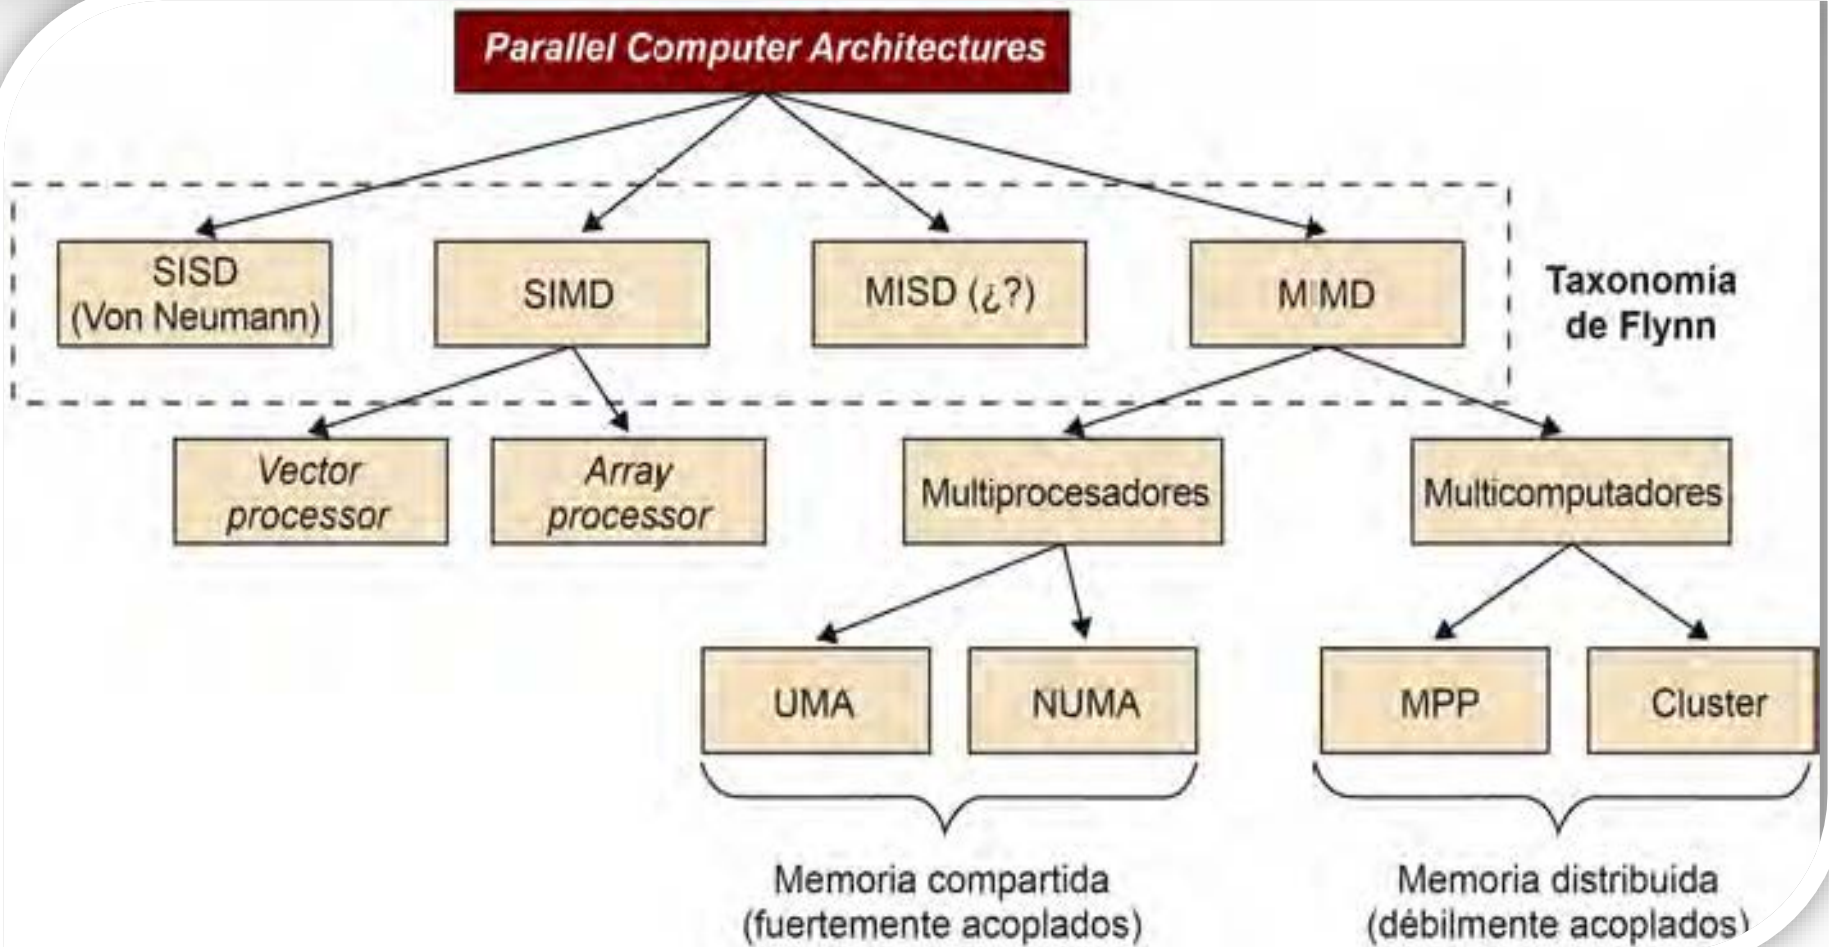 Parallel Computer Architectures
SISD
(Von Neumann)
SIMD
MISD (¿?)
MIMD
Taxonomía
de Flynn
Vector
processor
Array
processor
Multiprocesadores
Multicomputadores
UMA
NUMA
MPP
Cluster
Memoria compartida
(fuertemente acoplados)
Memoria distribuida
(débilmente acoplados)